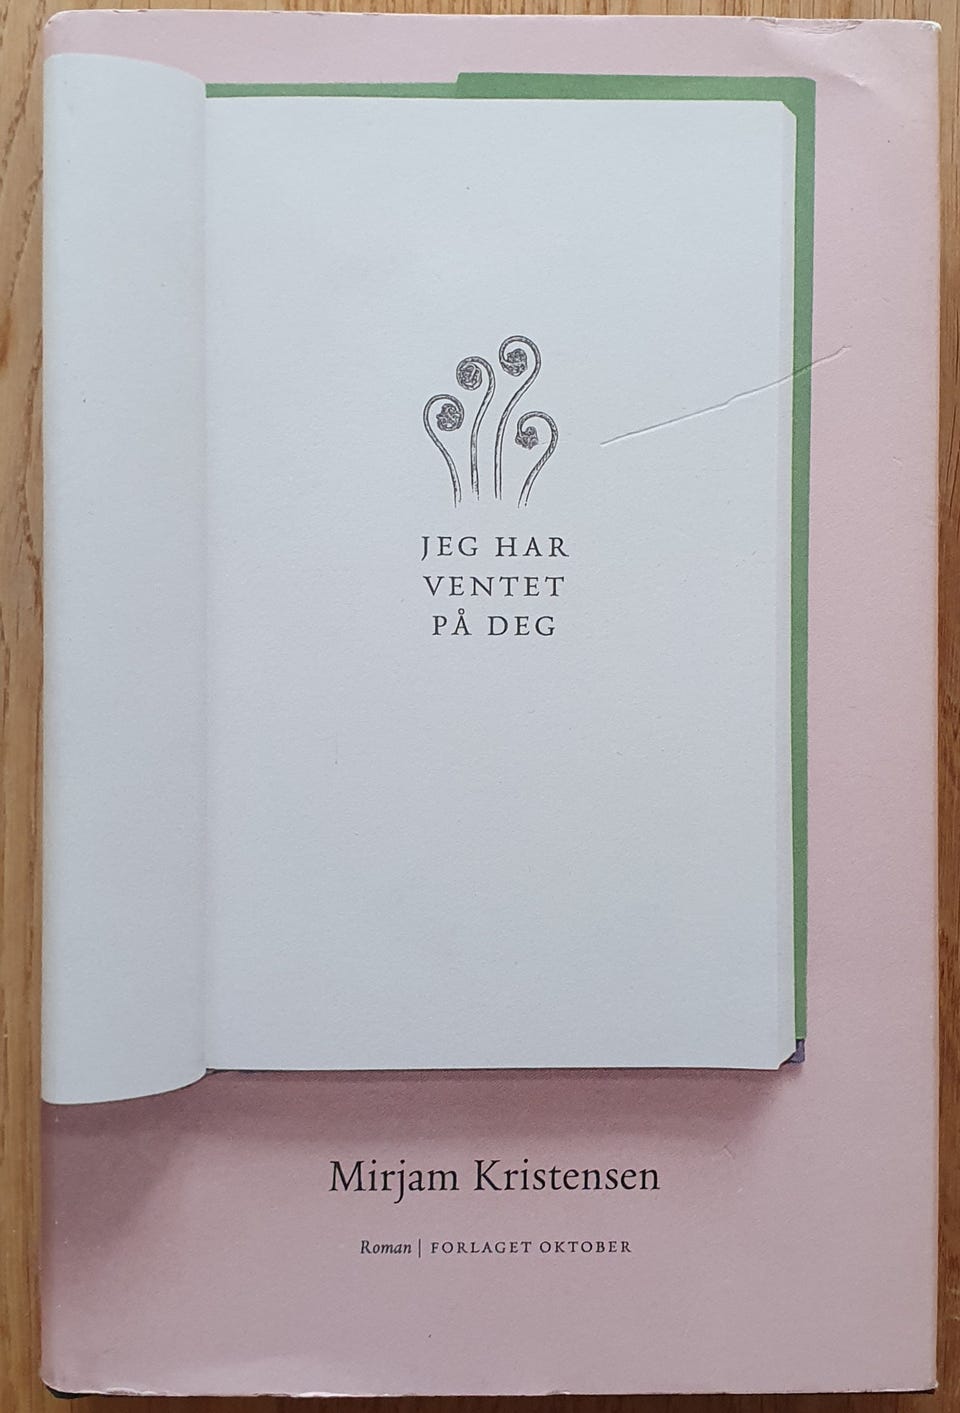 JEG HAR
VENTET
PÅ DEG
Mirjam Kristensen
Roman | FORLAGET OKTOBER